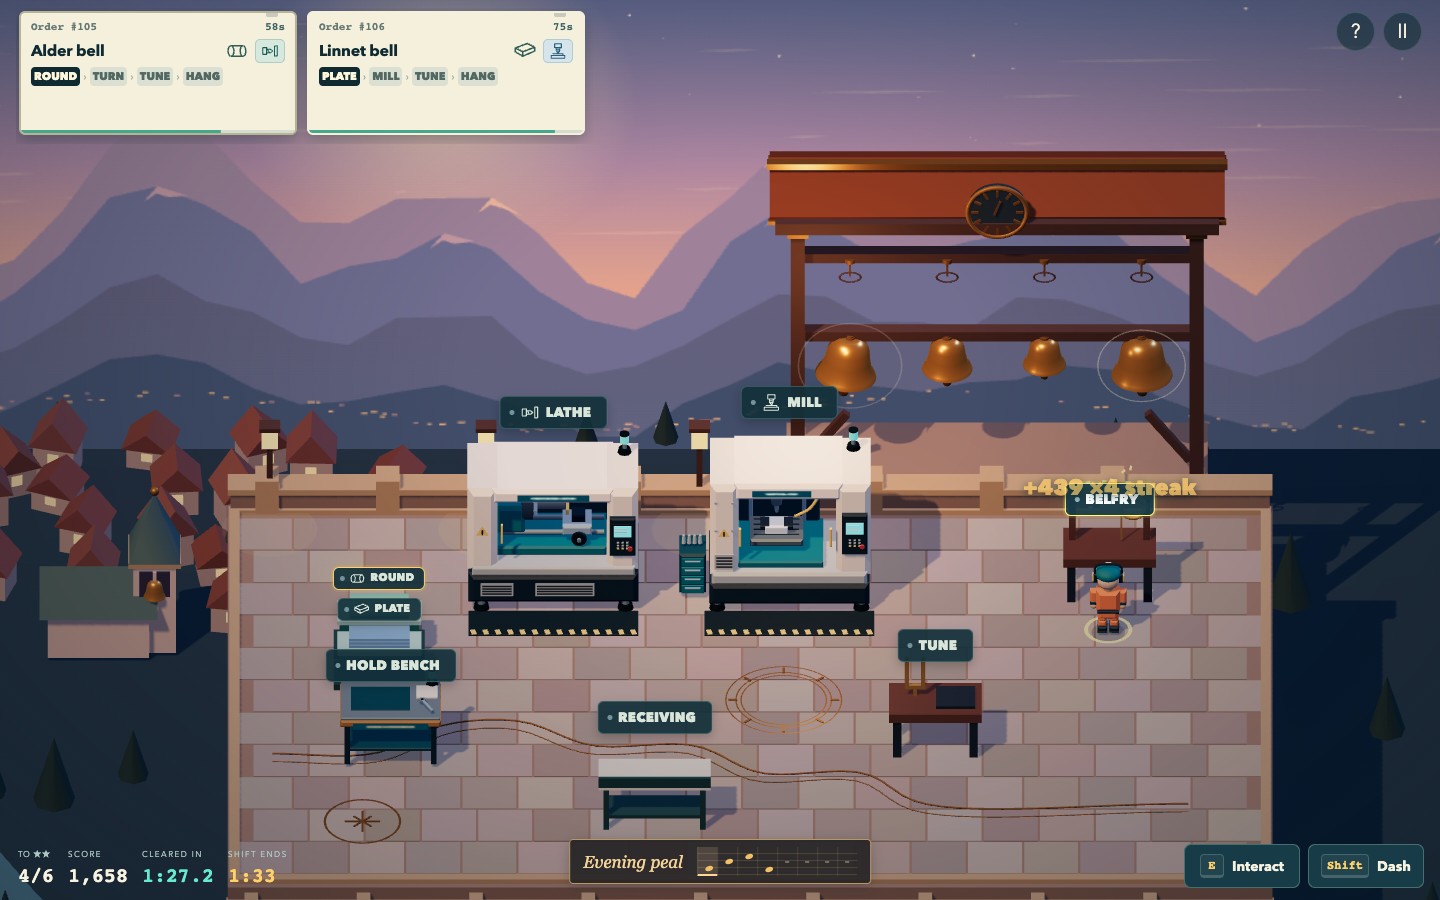 Order #105 58s
Alder bell
ROUND › TURN › TUNE › HANG
Order #106 75s
Linnet bell
PLATE › MILL › TUNE › HANG
?
LATHE
MILL
+439 ×4 streak
BELFRY
ROUND
PLATE
HOLD BENCH
TUNE
RECEIVING
TO ★★ SCORE CLEARED IN SHIFT ENDS
4/6 1,658 1:27.2 1:33
Evening peal
E Interact
Shift Dash